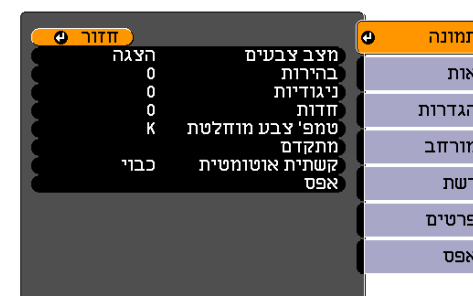 תמונה
אות
הגדרות
מורחב
רשת
פרטים
אפס
חזור
מצב צבעים הצגה
בהירות 0
ניגודיות 0
חדות 0
טמפ' צבע מוחלטת K
מתקדם
קשתית אוטומטית כבוי
אפס